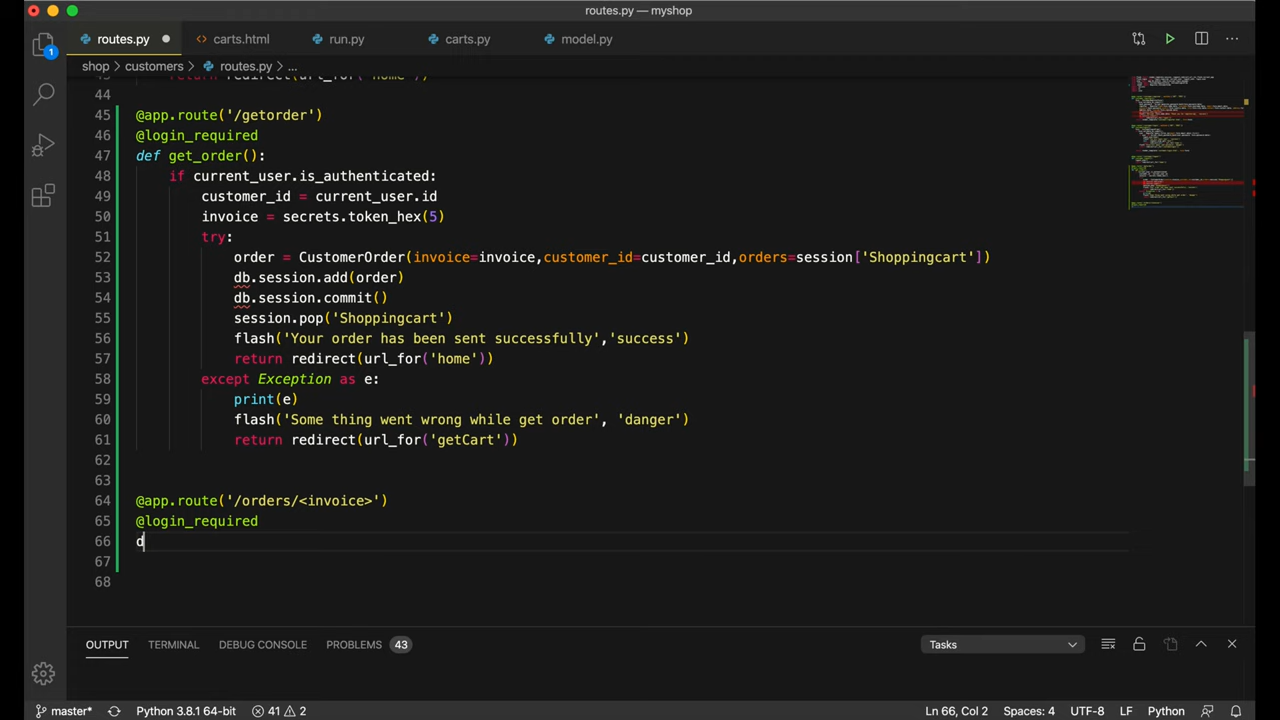 routes.py — myshop
routes.py carts.html run.py carts.py model.py
1
shop customers routes.py ...
44
45 @app.route('/getorder')
46 @login_required
47 def get_order():
48 if current_user.is_authenticated:
49 customer_id = current_user.id
50 invoice = secrets.token_hex(5)
51 try:
52 order = CustomerOrder(invoice=invoice,customer_id=customer_id,orders=session['Shoppingcart'])
53 db.session.add(order)
54 db.session.commit()
55 session.pop('Shoppingcart')
56 flash('Your order has been sent successfully','success')
57 return redirect(url_for('home'))
58 except Exception as e:
59 print(e)
60 flash('Some thing went wrong while get order', 'danger')
61 return redirect(url_for('getCart'))
62
63
64 @app.route('/orders/<invoice>')
65 @login_required
66 d
67
68
OUTPUT TERMINAL DEBUG CONSOLE PROBLEMS 43 Tasks
master* Python 3.8.1 64-bit 41 2 Ln 66, Col 2 Spaces: 4 UTF-8 LF Python